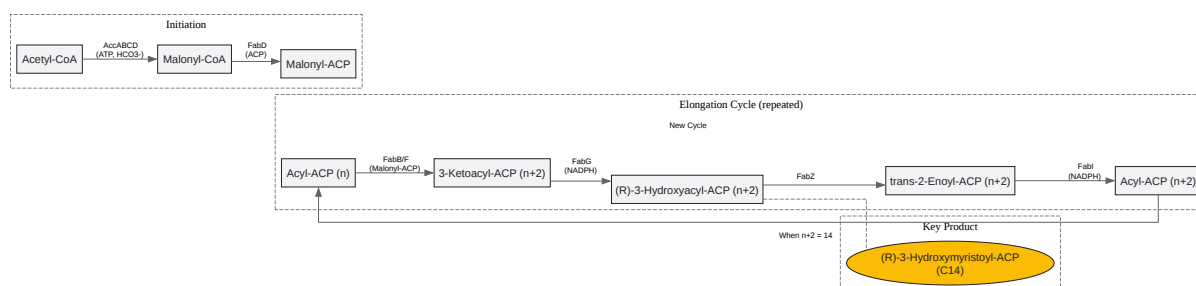 Initiation
Acetyl-CoA
AccABCD
(ATP, HCO3-)
Malonyl-CoA
FabD
(ACP)
Malonyl-ACP
Elongation Cycle (repeated)
New Cycle
Acyl-ACP (n)
FabB/F
(Malonyl-ACP)
3-Ketoacyl-ACP (n+2)
FabG
(NADPH)
(R)-3-Hydroxyacyl-ACP (n+2)
FabZ
trans-2-Enoyl-ACP (n+2)
FabI
(NADPH)
Acyl-ACP (n+2)
When n+2 = 14
Key Product
(R)-3-Hydroxymyristoyl-ACP
(C14)